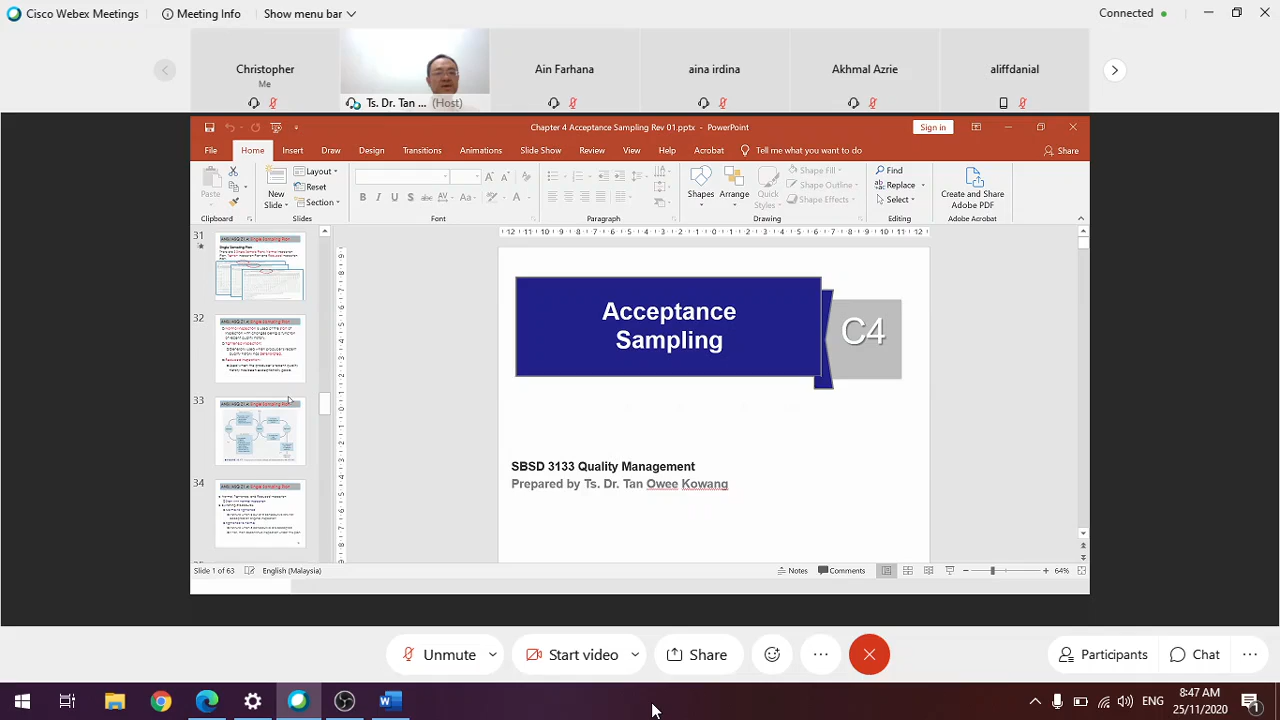 Cisco Webex Meetings
Meeting Info
Show menu bar
Connected
Christopher
Me
Ts. Dr. Tan ... (Host)
Ain Farhana
aina irdina
Akhmal Azrie
aliffdanial
Chapter 4 Acceptance Sampling Rev 01.pptx - PowerPoint
Sign in
File
Home
Insert
Draw
Design
Transitions
Animations
Slide Show
Review
View
Help
Acrobat
Tell me what you want to do
Share
Paste
New
Slide
Layout
Reset
Section
Shapes
Arrange
Quick
Styles
Shape Fill
Shape Outline
Shape Effects
Find
Replace
Select
Create and Share
Adobe PDF
Clipboard
Slides
Font
Paragraph
Drawing
Editing
Adobe Acrobat
31
32
33
34
Acceptance
Sampling
C4
SBSD 3133 Quality Management
Prepared by Ts. Dr. Tan Owee Kowang
Slide 1 of 63
English (Malaysia)
Notes
Comments
64%
Unmute
Start video
Share
Participants
Chat
ENG
8:47 AM
25/11/2020
1